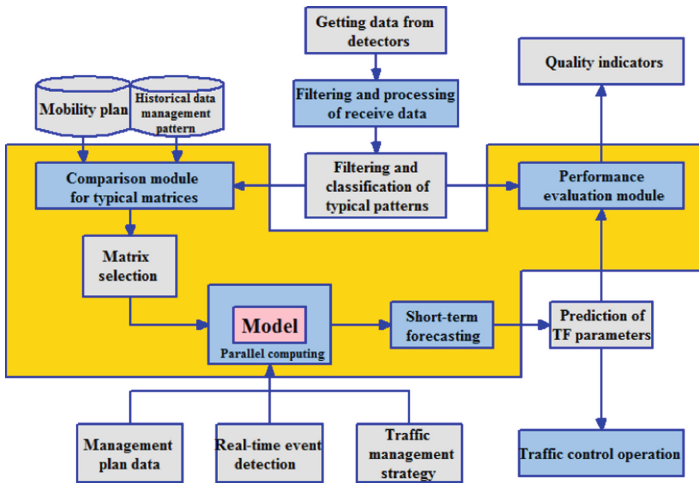 Getting data from
detectors
Quality indicators
Mobility plan
Historical data
management
pattern
Filtering and processing
of receive data
Comparison module
for typical matrices
Filtering and
classification of
typical patterns
Performance
evaluation module
Matrix
selection
Model
Parallel computing
Short-term
forecasting
Prediction of
TF parameters
Management
plan data
Real-time event
detection
Traffic
management
strategy
Traffic control operation